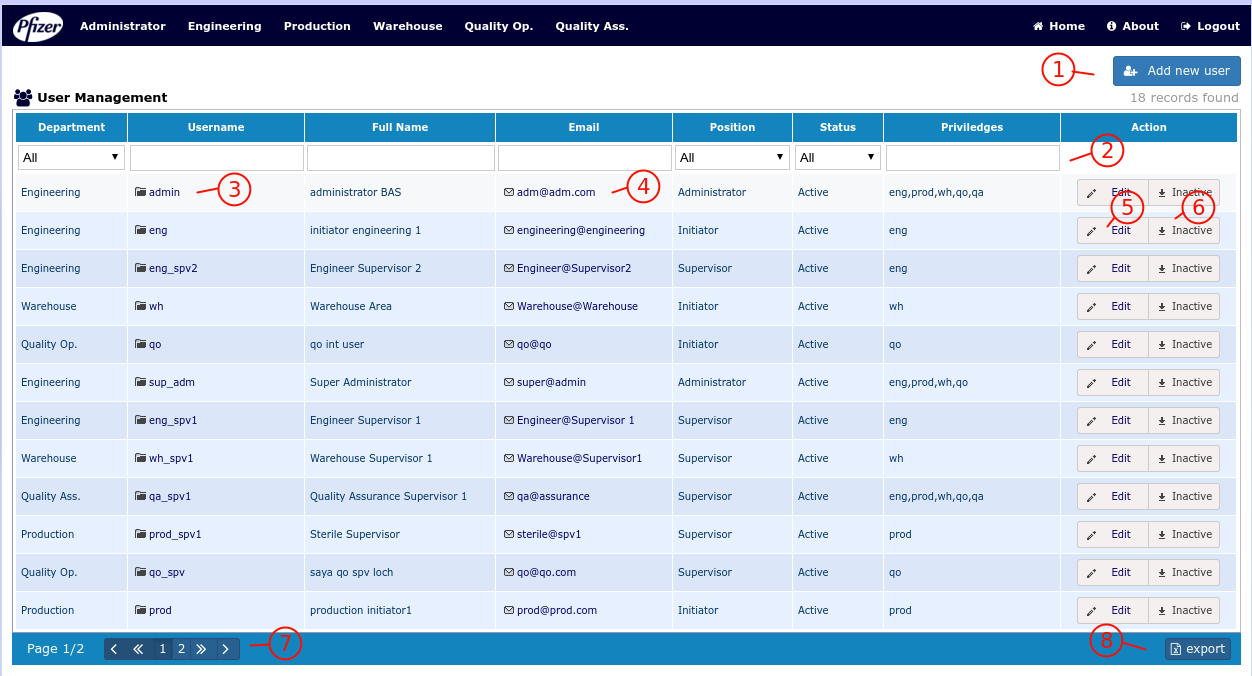 Pfizer Administrator Engineering Production Warehouse Quality Op. Quality Ass. Home About Logout
1 Add new user
User Management 18 records found
Department Username Full Name Email Position Status Priviledges Action
All All All 2
Engineering admin 3 administrator BAS adm@adm.com 4 Administrator Active eng,prod,wh,qo,qa Edit Inactive
5 6
Engineering eng initiator engineering 1 engineering@engineering Initiator Active eng Edit Inactive
Engineering eng_spv2 Engineer Supervisor 2 Engineer@Supervisor2 Supervisor Active eng Edit Inactive
Warehouse wh Warehouse Area Warehouse@Warehouse Initiator Active wh Edit Inactive
Quality Op. qo qo int user qo@qo Initiator Active qo Edit Inactive
Engineering sup_adm Super Administrator super@admin Administrator Active eng,prod,wh,qo Edit Inactive
Engineering eng_spv1 Engineer Supervisor 1 Engineer@Supervisor 1 Supervisor Active eng Edit Inactive
Warehouse wh_spv1 Warehouse Supervisor 1 Warehouse@Supervisor1 Supervisor Active wh Edit Inactive
Quality Ass. qa_spv1 Quality Assurance Supervisor 1 qa@assurance Supervisor Active eng,prod,wh,qo,qa Edit Inactive
Production prod_spv1 Sterile Supervisor sterile@spv1 Supervisor Active prod Edit Inactive
Quality Op. qo_spv saya qo spv loch qo@qo.com Supervisor Active qo Edit Inactive
Production prod production initiator1 prod@prod.com Initiator Active prod Edit Inactive
Page 1/2 1 2 7 8 export